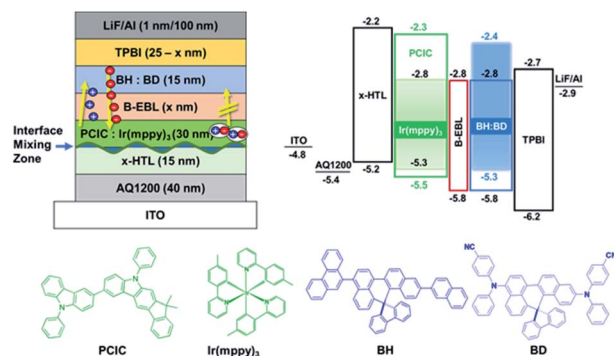 LiF/Al (1 nm/100 nm)
TPBI (25 – x nm)
BH : BD (15 nm)
B-EBL (x nm)
PCIC : Ir(mppy)₃(30 nm)
Interface
Mixing
Zone
x-HTL (15 nm)
AQ1200 (40 nm)
ITO
-2.2
-2.3
-2.4
PCIC
-2.8
-2.8
-2.8
-2.7
LiF/Al
-2.9
x-HTL
Ir(mppy)₃
B-EBL
BH:BD
TPBI
ITO
-4.8
AQ1200
-5.4
-5.2
-5.3
-5.5
-5.8
-5.3
-5.8
-6.2
N
N
PCIC
N
N
Ir(mppy)₃
BH
NC
N
CN
N
BD